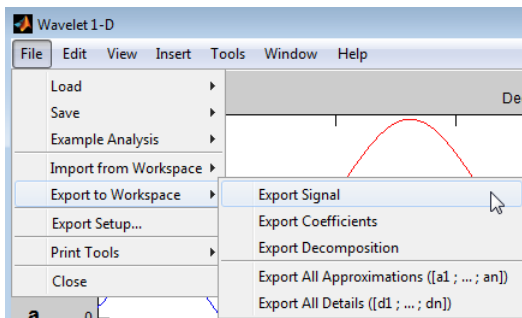 Wavelet 1-D
File Edit View Insert Tools Window Help
Load
De
Save
Example Analysis
Import from Workspace
Export to Workspace
Export Signal
Export Setup...
Export Coefficients
Print Tools
Export Decomposition
Close
Export All Approximations ([a1 ; ... ; an])
a 0
Export All Details ([d1 ; ... ; dn])